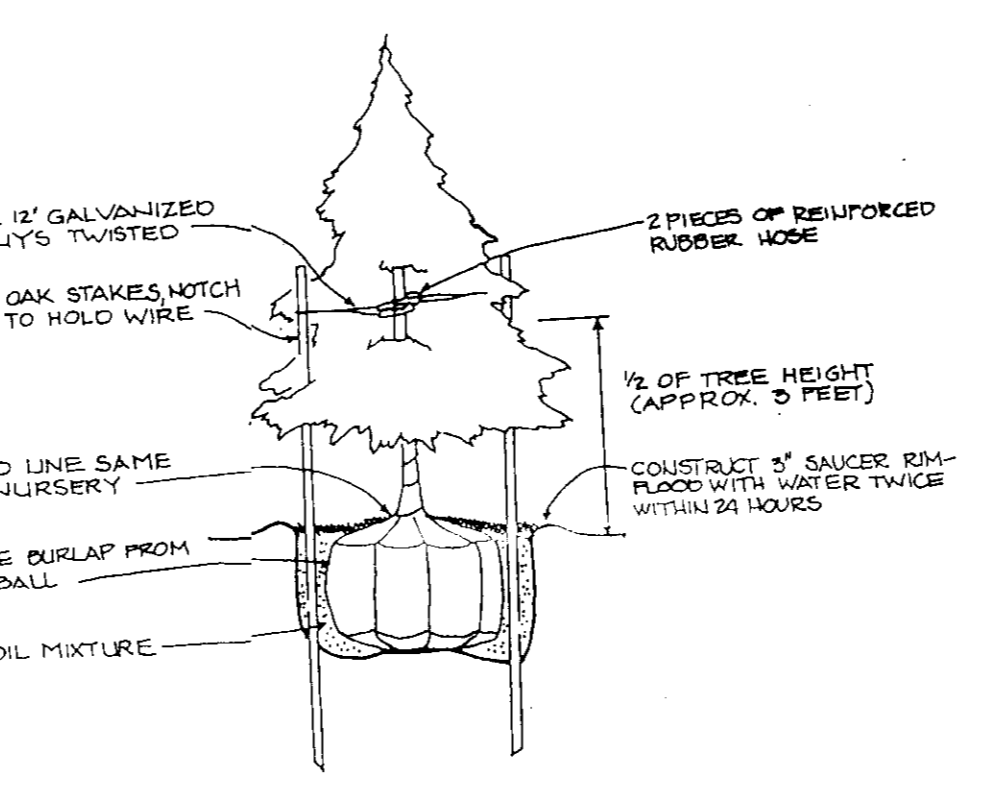 12' GALVANIZED
TWISTED
OAK STAKES, NOTCH
TO HOLD WIRE
LINE SAME
NURSERY
BURLAP FROM
BALL
MIXTURE
2 PIECES OF REINFORCED
RUBBER HOSE
1/2 OF TREE HEIGHT
(APPROX. 3 FEET)
CONSTRUCT 3" SAUCER RIM-
FLOOD WITH WATER TWICE
WITHIN 24 HOURS